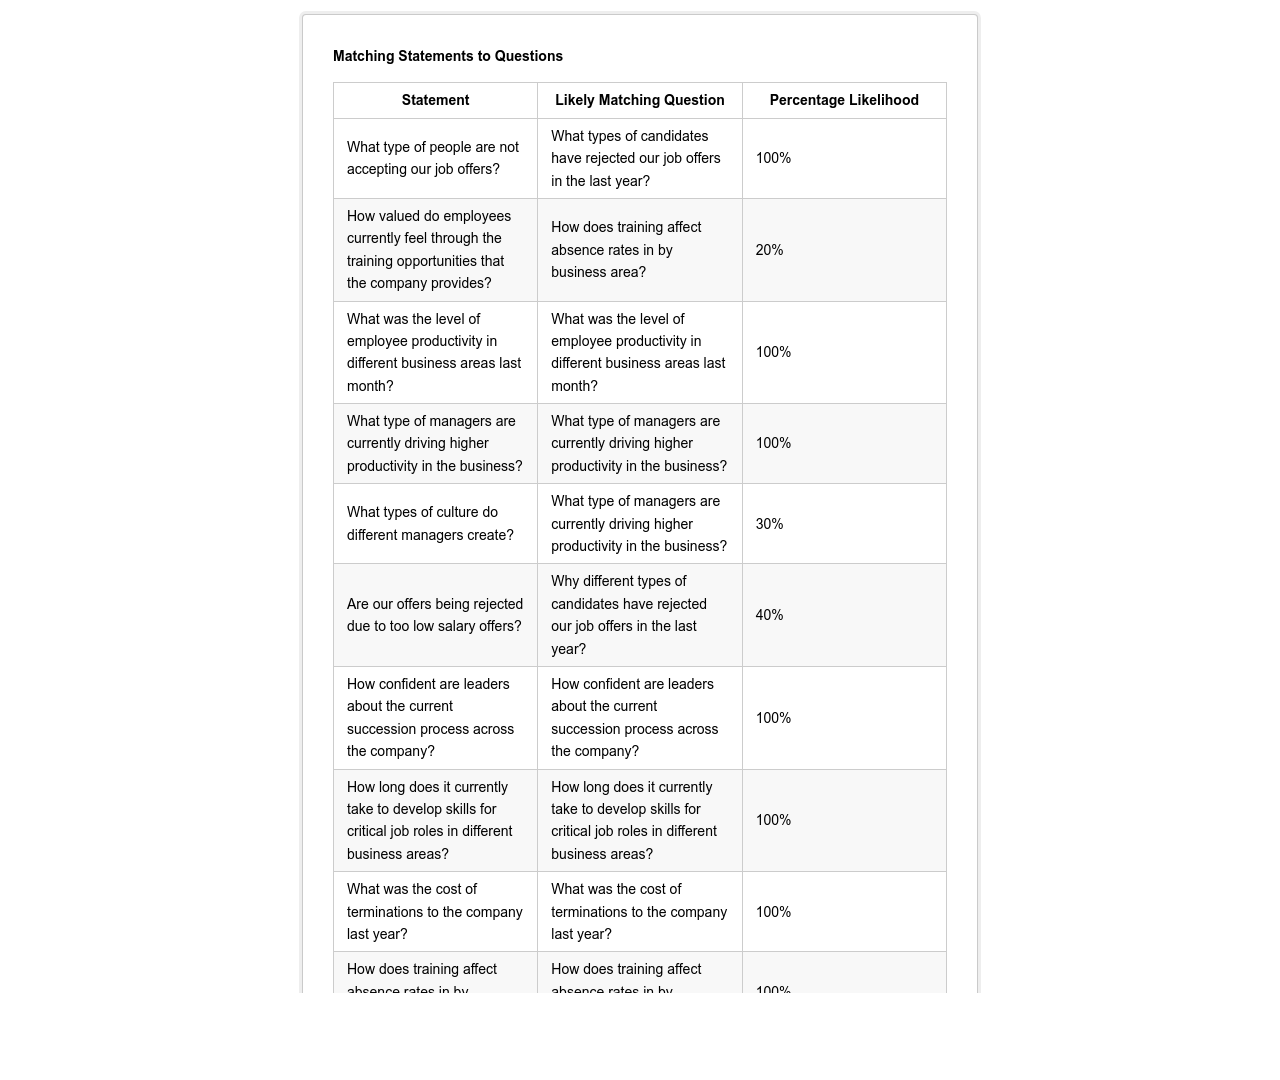 Matching Statements to Questions
Statement
Likely Matching Question
Percentage Likelihood
What type of people are not
accepting our job offers?
What types of candidates
have rejected our job offers
in the last year?
100%
How valued do employees
currently feel through the
training opportunities that
the company provides?
How does training affect
absence rates in by
business area?
20%
What was the level of
employee productivity in
different business areas last
month?
What was the level of
employee productivity in
different business areas last
month?
100%
What type of managers are
currently driving higher
productivity in the business?
What type of managers are
currently driving higher
productivity in the business?
100%
What types of culture do
different managers create?
What type of managers are
currently driving higher
productivity in the business?
30%
Are our offers being rejected
due to too low salary offers?
Why different types of
candidates have rejected
our job offers in the last
year?
40%
How confident are leaders
about the current
succession process across
the company?
How confident are leaders
about the current
succession process across
the company?
100%
How long does it currently
take to develop skills for
critical job roles in different
business areas?
How long does it currently
take to develop skills for
critical job roles in different
business areas?
100%
What was the cost of
terminations to the company
last year?
What was the cost of
terminations to the company
last year?
100%
How does training affect
absence rates in by
How does training affect
absence rates in by
100%